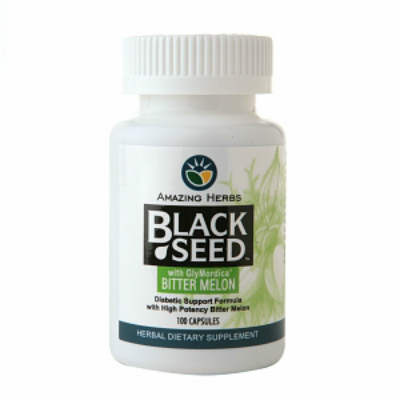 AMAZING HERBS
BLACK
SEED™
with GlyMordica®
BITTER MELON
Diabetic Support Formula
with High Potency Bitter Melon
100 CAPSULES
HERBAL DIETARY SUPPLEMENT